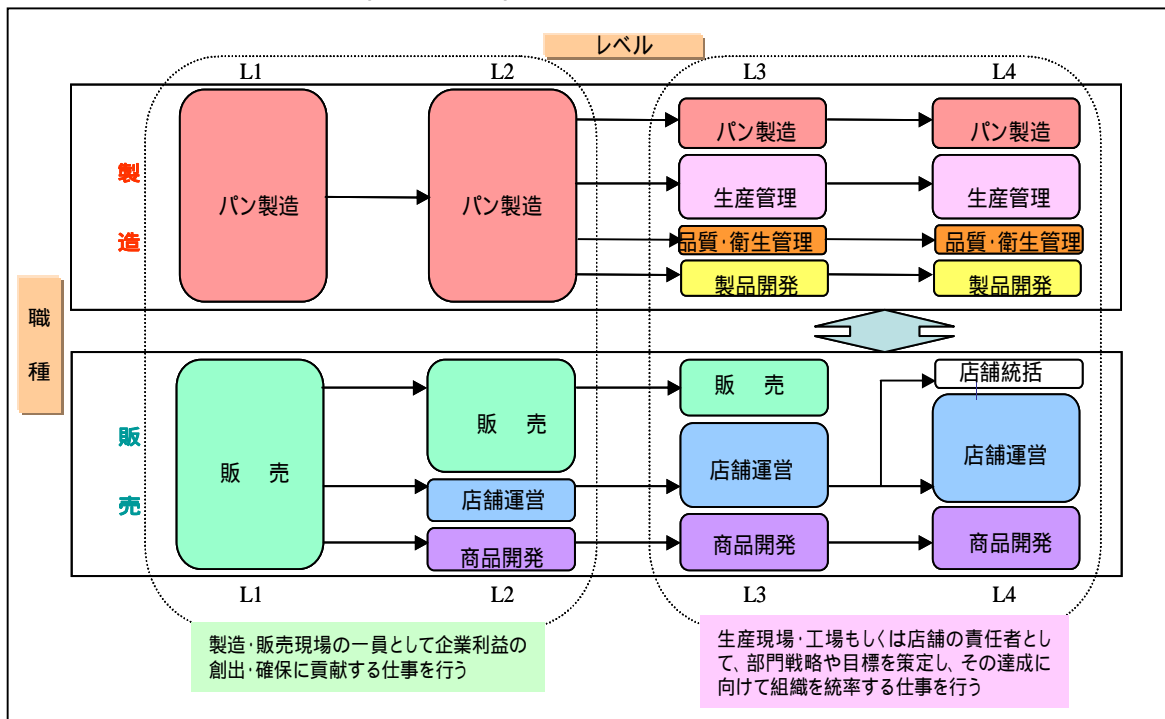 レベル
L1
L2
L3
L4
職
種
製
造
パン製造
パン製造
パン製造
パン製造
生産管理
生産管理
品質・衛生管理
品質・衛生管理
製品開発
製品開発
販
売
販　売
販　売
販　売
店舗統括
店舗運営
店舗運営
店舗運営
商品開発
商品開発
商品開発
L1
L2
L3
L4
製造・販売現場の一員として企業利益の
創出・確保に貢献する仕事を行う
生産現場・工場もしくは店舗の責任者とし
て、部門戦略や目標を策定し、その達成に
向けて組織を統率する仕事を行う